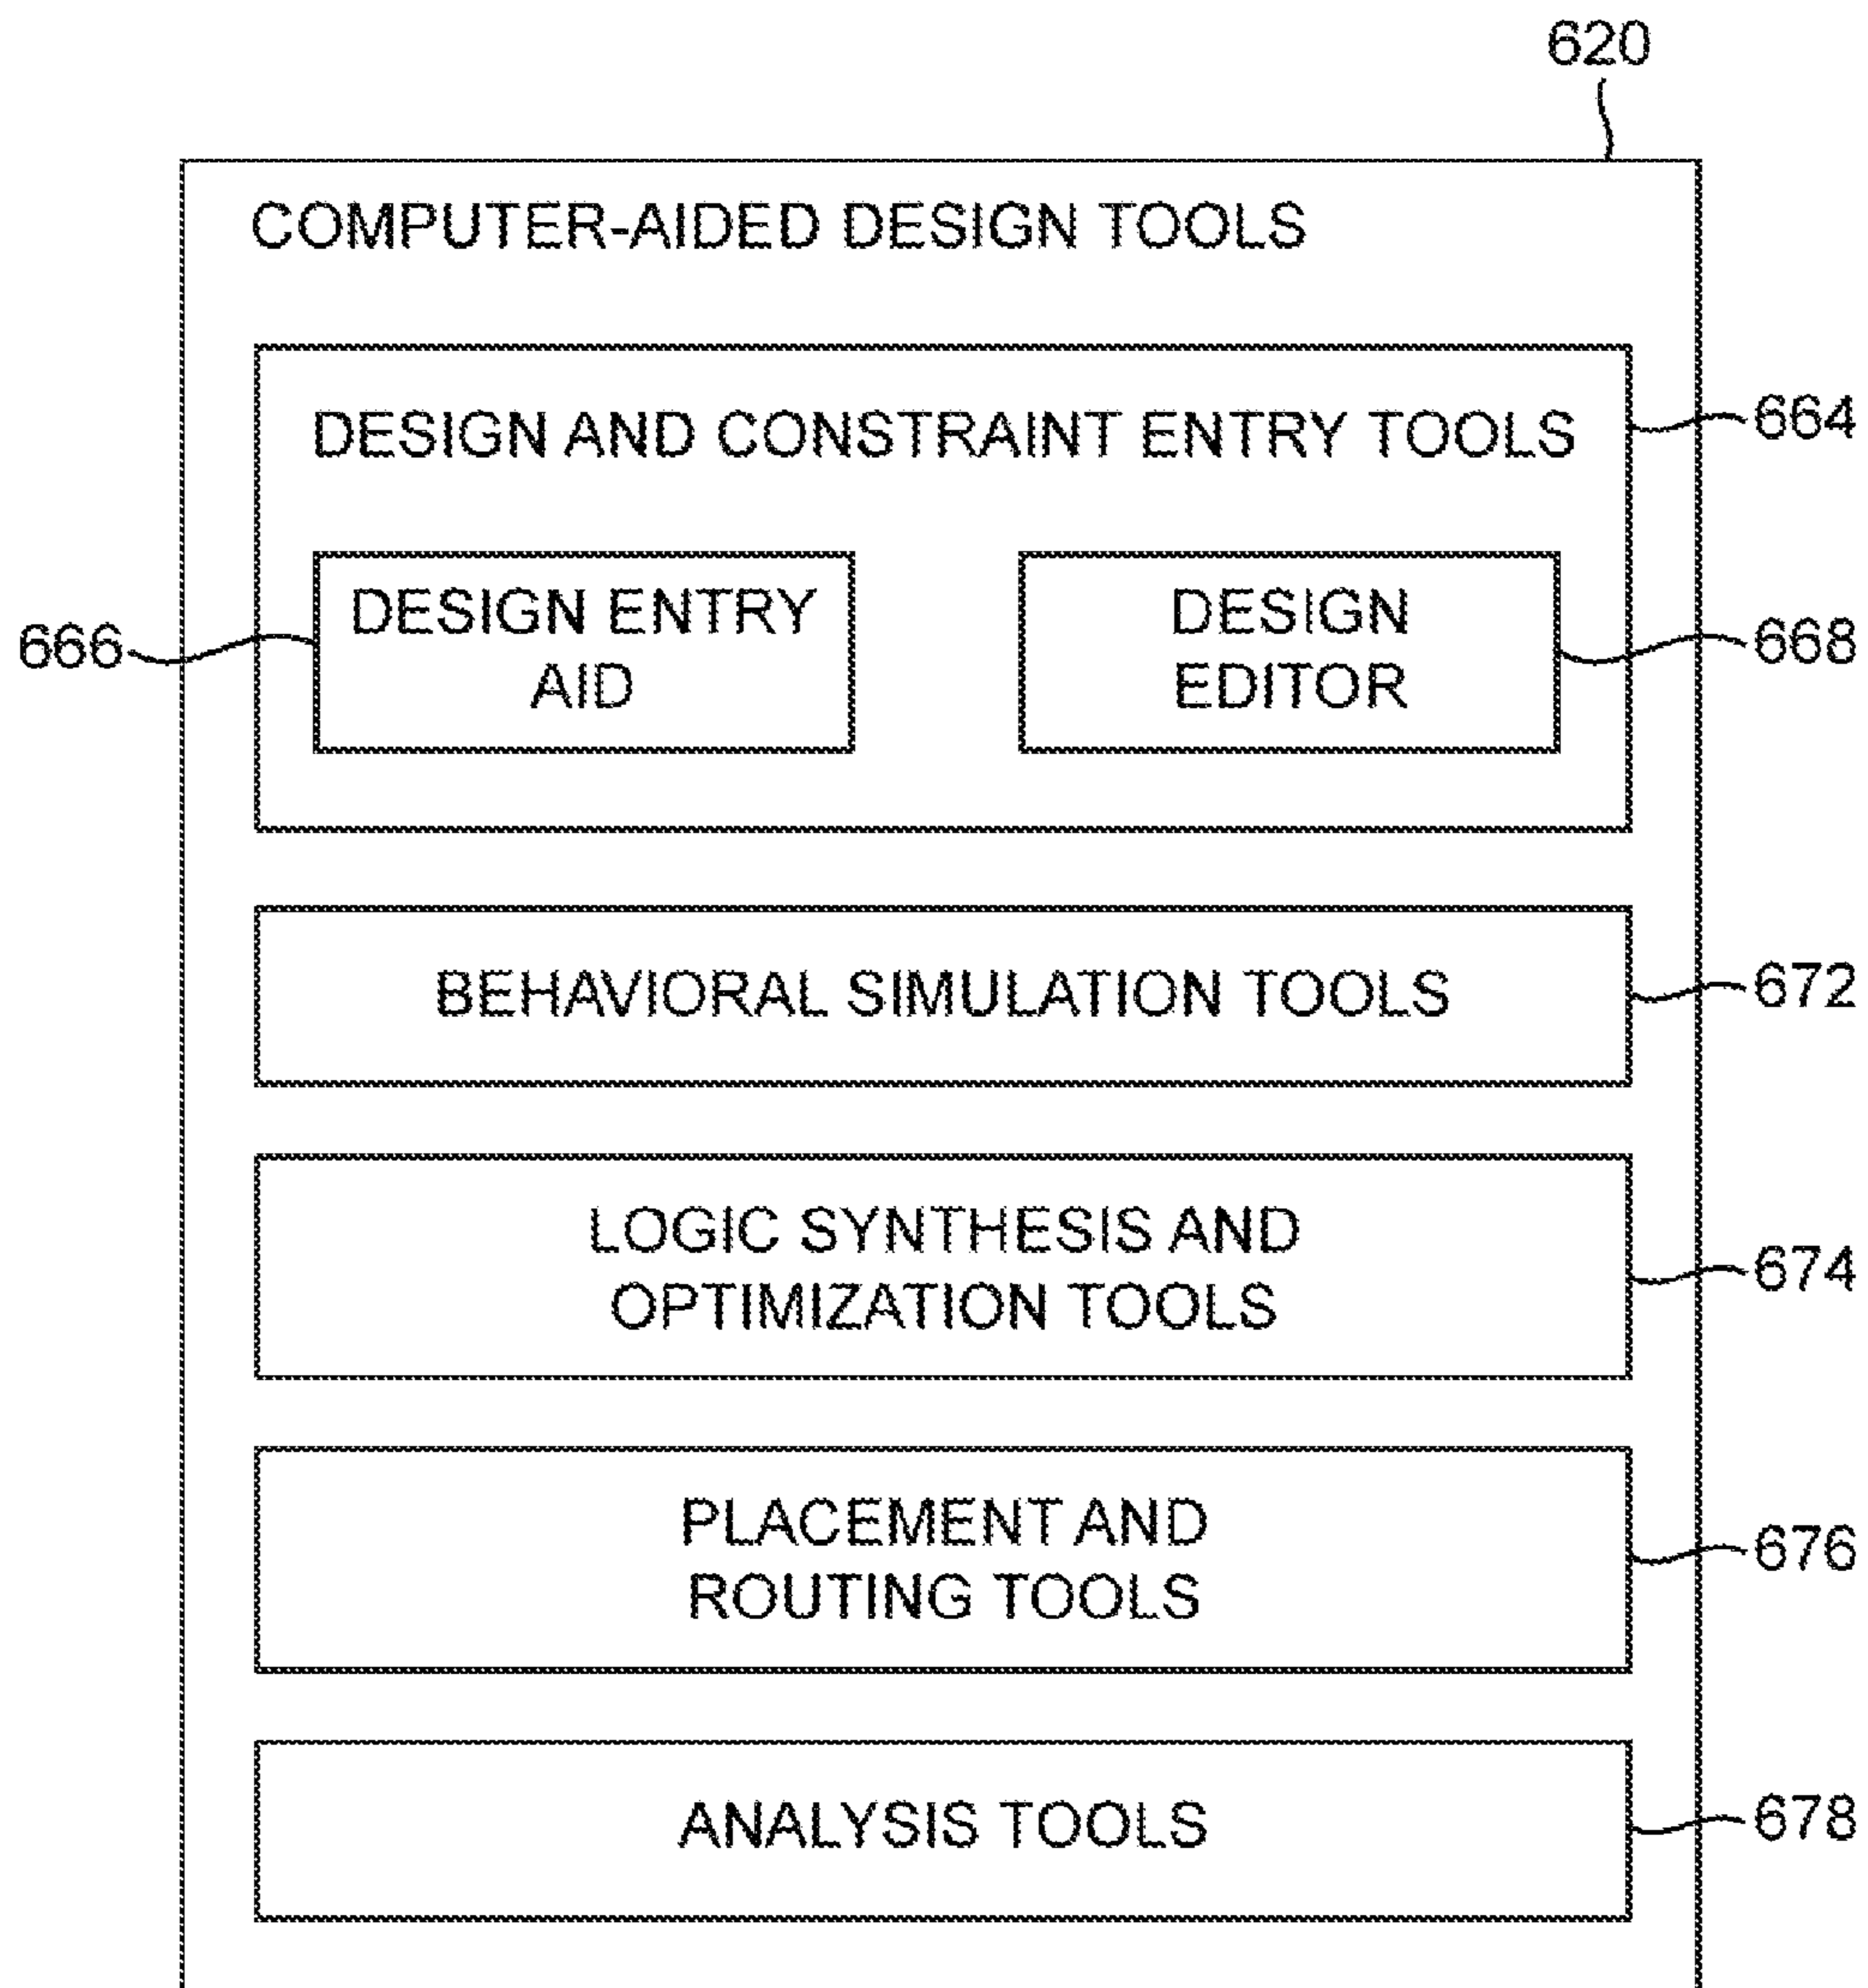 620
COMPUTER-AIDED DESIGN TOOLS
DESIGN AND CONSTRAINT ENTRY TOOLS
664
666
DESIGN ENTRY
AID
DESIGN
EDITOR
668
BEHAVIORAL SIMULATION TOOLS
672
LOGIC SYNTHESIS AND
OPTIMIZATION TOOLS
674
PLACEMENT AND
ROUTING TOOLS
676
ANALYSIS TOOLS
678